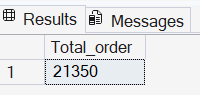 Results Messages
Total_order
1 21350